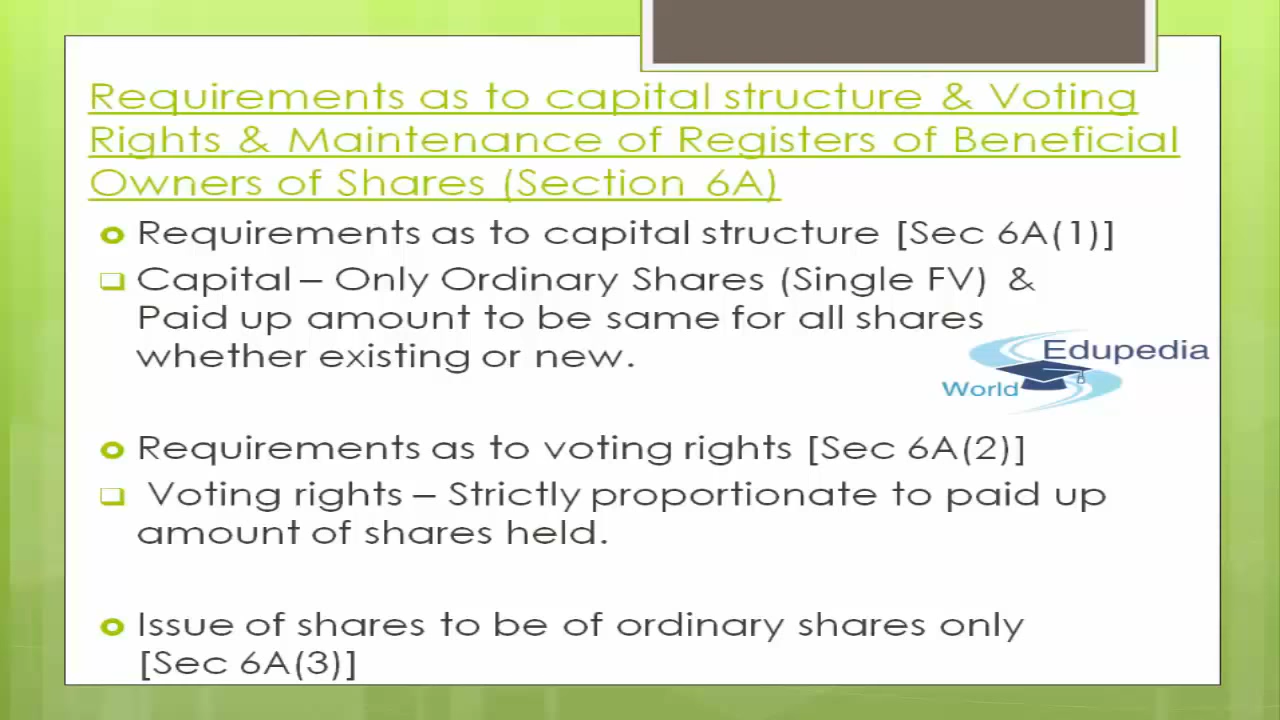 Requirements as to capital structure & Voting
Rights & Maintenance of Registers of Beneficial
Owners of Shares (Section 6A)
Requirements as to capital structure [Sec 6A(1)]
Capital – Only Ordinary Shares (Single FV) &
Paid up amount to be same for all shares
whether existing or new.
Edupedia
World
Requirements as to voting rights [Sec 6A(2)]
Voting rights – Strictly proportionate to paid up
amount of shares held.
Issue of shares to be of ordinary shares only
[Sec 6A(3)]